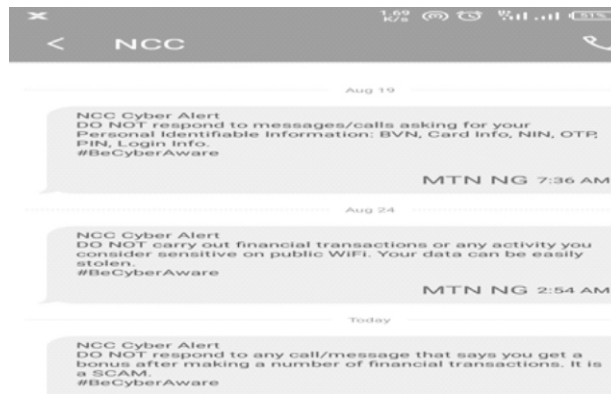 1.69
K/s
51%
NCC
Aug 19
NCC Cyber Alert
DO NOT respond to messages/calls asking for your
Personal Identifiable Information: BVN, Card Info, NIN, OTP,
PIN, Login Info.
#BeCyberAware
MTN NG 7:36 AM
Aug 24
NCC Cyber Alert
DO NOT carry out financial transactions or any activity you
consider sensitive on public WiFi. Your data can be easily
stolen.
#BeCyberAware
MTN NG 2:54 AM
Today
NCC Cyber Alert
DO NOT respond to any call/message that says you get a
bonus after making a number of financial transactions. It is
a SCAM.
#BeCyberAware